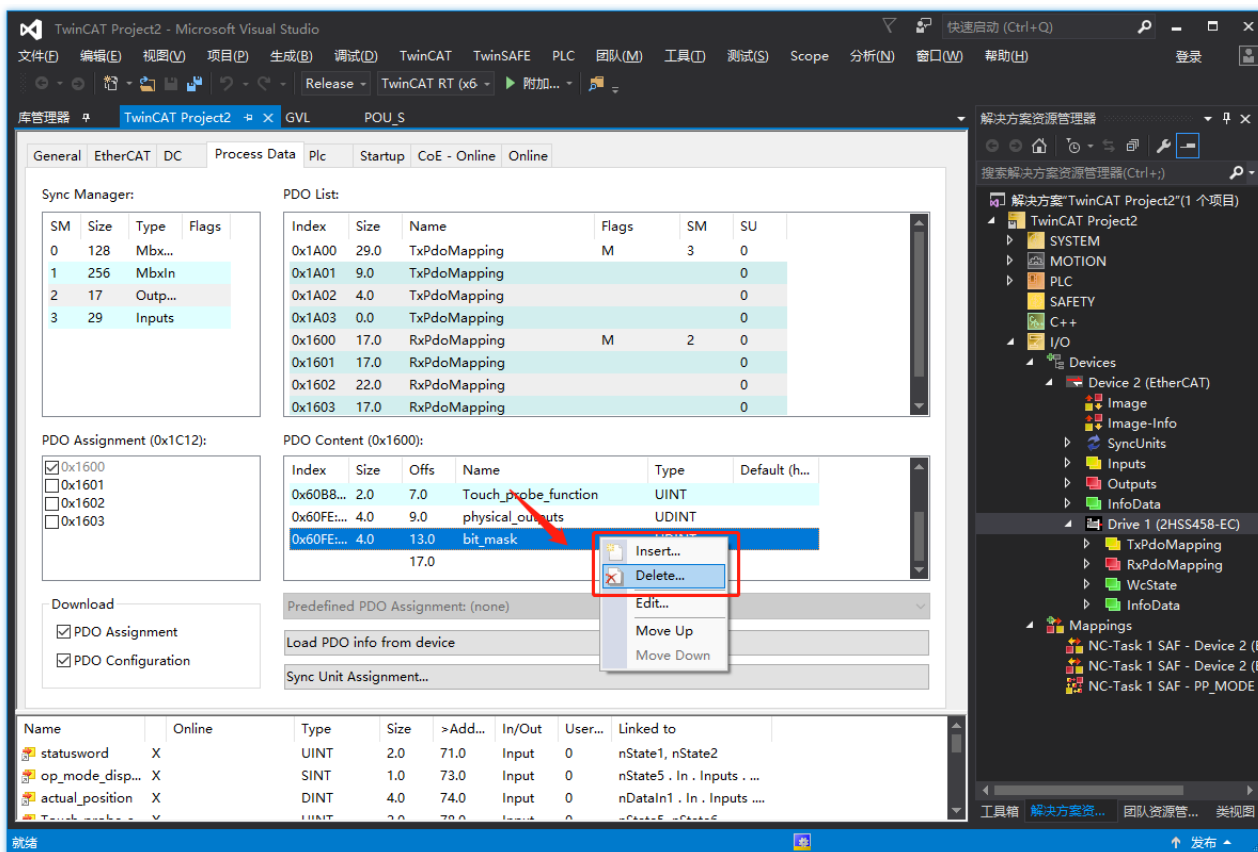 TwinCAT Project2 - Microsoft Visual Studio
快速启动 (Ctrl+Q)
文件(F) 编辑(E) 视图(V) 项目(P) 生成(B) 调试(D) TwinCAT TwinSAFE PLC 团队(M) 工具(T) 测试(S) Scope 分析(N) 窗口(W) 帮助(H) 登录
Release TwinCAT RT (x6 附加...
库管理器 TwinCAT Project2 GVL POU_S
General EtherCAT DC Process Data Plc Startup CoE - Online Online
Sync Manager:
SM Size Type Flags
0 128 Mbx...
1 256 MbxIn
2 17 Outp...
3 29 Inputs
PDO List:
Index Size Name Flags SM SU
0x1A00 29.0 TxPdoMapping M 3 0
0x1A01 9.0 TxPdoMapping 0
0x1A02 4.0 TxPdoMapping 0
0x1A03 0.0 TxPdoMapping 0
0x1600 17.0 RxPdoMapping M 2 0
0x1601 17.0 RxPdoMapping 0
0x1602 22.0 RxPdoMapping 0
0x1603 17.0 RxPdoMapping 0
PDO Assignment (0x1C12):
0x1600
0x1601
0x1602
0x1603
PDO Content (0x1600):
Index Size Offs Name Type Default (h...
0x60B8... 2.0 7.0 Touch_probe_function UINT
0x60FE:... 4.0 9.0 physical_outputs UDINT
0x60FE:... 4.0 13.0 bit_mask
17.0
Insert...
Delete...
Edit...
Move Up
Move Down
Download
PDO Assignment
PDO Configuration
Predefined PDO Assignment: (none)
Load PDO info from device
Sync Unit Assignment...
Name Online Type Size >Add... In/Out User... Linked to
statusword X UINT 2.0 71.0 Input 0 nState1, nState2
op_mode_disp... X SINT 1.0 73.0 Input 0 nState5 . In . Inputs . ...
actual_position X DINT 4.0 74.0 Input 0 nDataIn1 . In . Inputs ....
解决方案资源管理器
搜索解决方案资源管理器(Ctrl+;)
解决方案"TwinCAT Project2"(1 个项目)
TwinCAT Project2
SYSTEM
MOTION
PLC
SAFETY
C++
I/O
Devices
Device 2 (EtherCAT)
Image
Image-Info
SyncUnits
Inputs
Outputs
InfoData
Drive 1 (2HSS458-EC)
TxPdoMapping
RxPdoMapping
WcState
InfoData
Mappings
NC-Task 1 SAF - Device 2 (
NC-Task 1 SAF - Device 2 (
NC-Task 1 SAF - PP_MODE
工具箱 解决方案资... 团队资源管... 类视图
就绪
发布